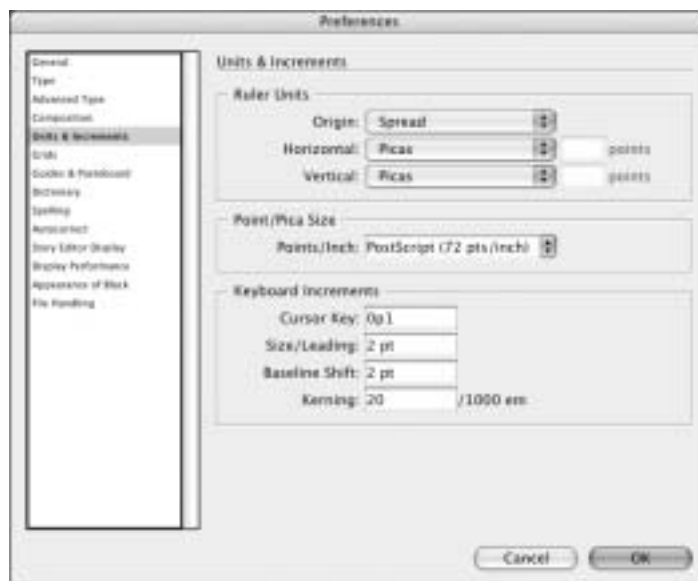 Preferences
General
Type
Advanced Type
Composition
Units & Increments
Grids
Guides & Pasteboard
Dictionary
Spelling
Autocorrect
Story Editor Display
Display Performance
Appearance of Black
File Handling
Units & Increments
Ruler Units
Origin: Spread
Horizontal: Picas points
Vertical: Picas points
Point/Pica Size
Points/Inch: PostScript (72 pts/inch)
Keyboard Increments
Cursor Key: 0p1
Size/Leading: 2 pt
Baseline Shift: 2 pt
Kerning: 20 /1000 em
Cancel OK